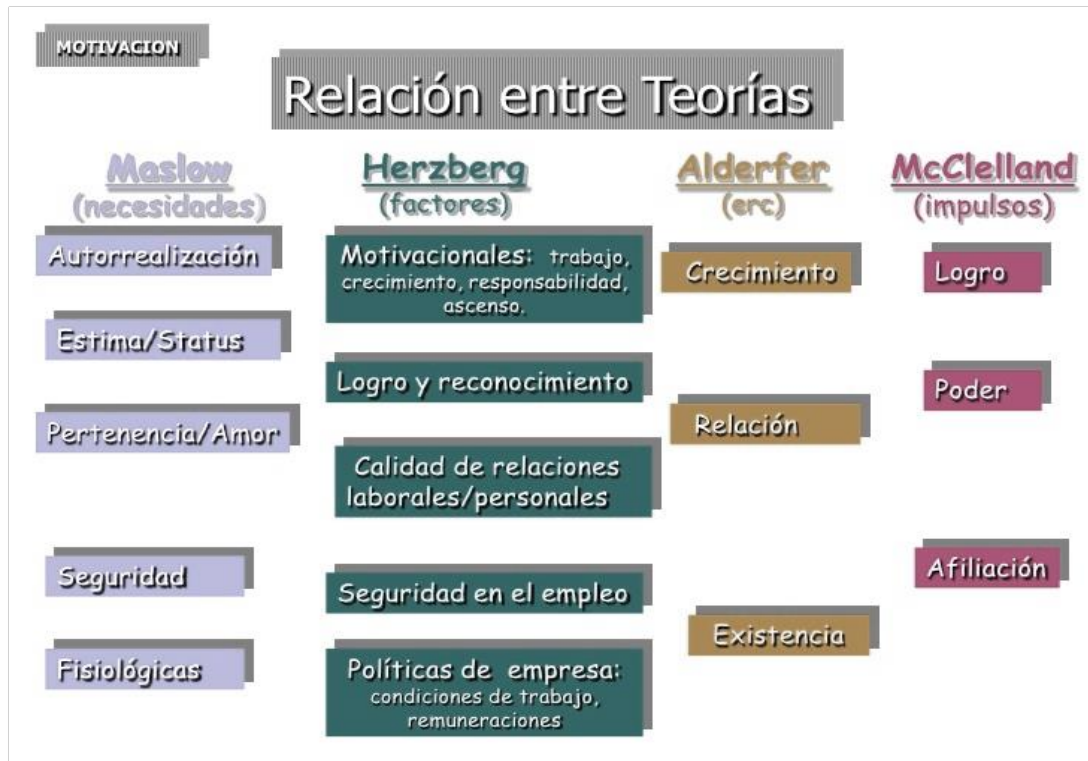 MOTIVACION
Relación entre Teorías
Maslow
(necesidades)
Autorrealización
Estima/Status
Pertenencia/Amor
Seguridad
Fisiológicas
Herzberg
(factores)
Motivacionales: trabajo,
crecimiento, responsabilidad,
ascenso.
Logro y reconocimiento
Calidad de relaciones
laborales/personales
Seguridad en el empleo
Políticas de empresa:
condiciones de trabajo,
remuneraciones
Alderfer
(erc)
Crecimiento
Relación
Existencia
McClelland
(impulsos)
Logro
Poder
Afiliación